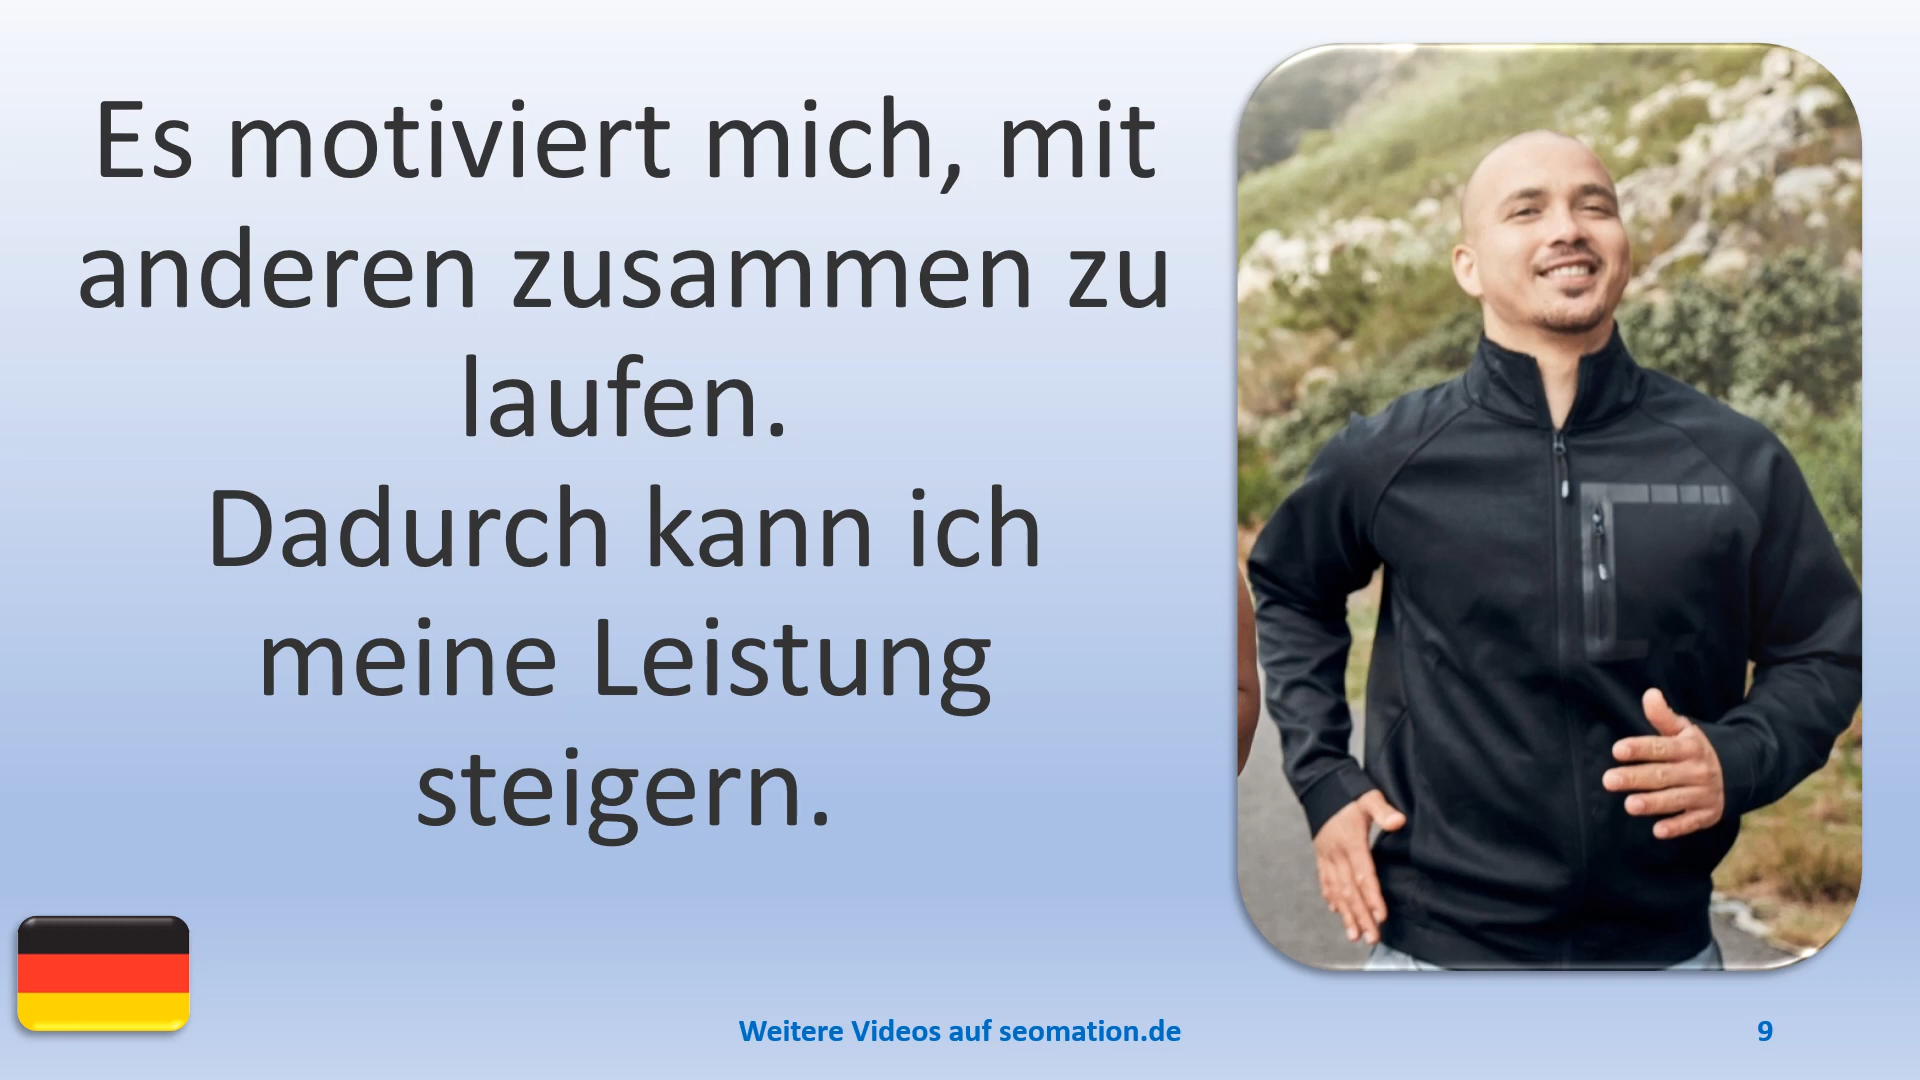 Es motiviert mich, mit
anderen zusammen zu
laufen.
Dadurch kann ich
meine Leistung
steigern.
Weitere Videos auf seomation.de
9